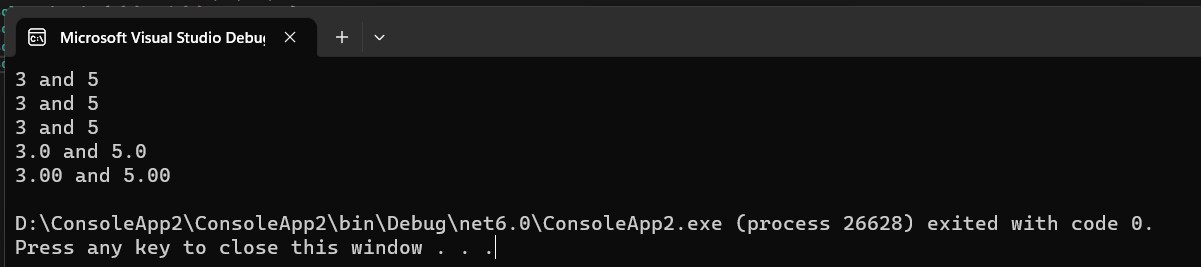 Microsoft Visual Studio Debu
3 and 5
3 and 5
3 and 5
3.0 and 5.0
3.00 and 5.00
D:\ConsoleApp2\ConsoleApp2\bin\Debug\net6.0\ConsoleApp2.exe (process 26628) exited with code 0.
Press any key to close this window . . .